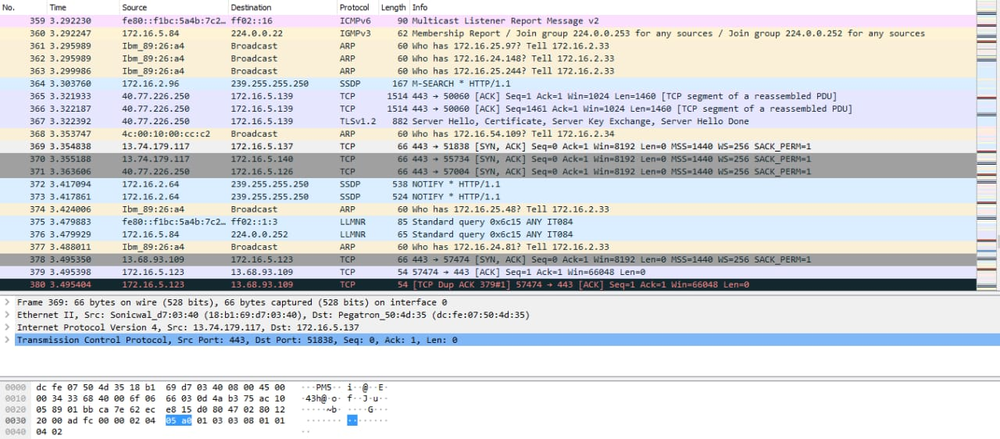 No. Time Source Destination Protocol Length Info
359 3.292230 fe80::f1bc:5a4b:7c2… ff02::16 ICMPv6 90 Multicast Listener Report Message v2
360 3.292247 172.16.5.84 224.0.0.22 IGMPv3 62 Membership Report / Join group 224.0.0.253 for any sources / Join group 224.0.0.252 for any sources
361 3.295989 Ibm_89:26:a4 Broadcast ARP 60 Who has 172.16.25.97? Tell 172.16.2.33
362 3.295989 Ibm_89:26:a4 Broadcast ARP 60 Who has 172.16.24.148? Tell 172.16.2.33
363 3.299986 Ibm_89:26:a4 Broadcast ARP 60 Who has 172.16.25.244? Tell 172.16.2.33
364 3.303760 172.16.2.96 239.255.255.250 SSDP 167 M-SEARCH * HTTP/1.1
365 3.321933 40.77.226.250 172.16.5.139 TCP 1514 443 → 50060 [ACK] Seq=1 Ack=1 Win=1024 Len=1460 [TCP segment of a reassembled PDU]
366 3.322187 40.77.226.250 172.16.5.139 TCP 1514 443 → 50060 [ACK] Seq=1461 Ack=1 Win=1024 Len=1460 [TCP segment of a reassembled PDU]
367 3.322392 40.77.226.250 172.16.5.139 TLSv1.2 882 Server Hello, Certificate, Server Key Exchange, Server Hello Done
368 3.353747 4c:00:10:00:cc:c2 Broadcast ARP 60 Who has 172.16.54.109? Tell 172.16.2.34
369 3.354838 13.74.179.117 172.16.5.137 TCP 66 443 → 51838 [SYN, ACK] Seq=0 Ack=1 Win=8192 Len=0 MSS=1440 WS=256 SACK_PERM=1
370 3.355188 13.74.179.117 172.16.5.140 TCP 66 443 → 55734 [SYN, ACK] Seq=0 Ack=1 Win=8192 Len=0 MSS=1440 WS=256 SACK_PERM=1
371 3.363606 40.77.226.250 172.16.5.126 TCP 66 443 → 57004 [SYN, ACK] Seq=0 Ack=1 Win=8192 Len=0 MSS=1440 WS=256 SACK_PERM=1
372 3.417094 172.16.2.64 239.255.255.250 SSDP 538 NOTIFY * HTTP/1.1
373 3.417861 172.16.2.64 239.255.255.250 SSDP 524 NOTIFY * HTTP/1.1
374 3.424006 Ibm_89:26:a4 Broadcast ARP 60 Who has 172.16.25.48? Tell 172.16.2.33
375 3.479883 fe80::f1bc:5a4b:7c2… ff02::1:3 LLMNR 85 Standard query 0x6c15 ANY IT084
376 3.479929 172.16.5.84 224.0.0.252 LLMNR 65 Standard query 0x6c15 ANY IT084
377 3.488011 Ibm_89:26:a4 Broadcast ARP 60 Who has 172.16.24.81? Tell 172.16.2.33
378 3.495350 13.68.93.109 172.16.5.123 TCP 66 443 → 57474 [SYN, ACK] Seq=0 Ack=1 Win=8192 Len=0 MSS=1440 WS=256 SACK_PERM=1
379 3.495398 172.16.5.123 13.68.93.109 TCP 54 57474 → 443 [ACK] Seq=1 Ack=1 Win=66048 Len=0
380 3.495404 172.16.5.123 13.68.93.109 TCP 54 [TCP Dup ACK 379#1] 57474 → 443 [ACK] Seq=1 Ack=1 Win=66048 Len=0
Frame 369: 66 bytes on wire (528 bits), 66 bytes captured (528 bits) on interface 0
Ethernet II, Src: Sonicwal_d7:03:40 (18:b1:69:d7:03:40), Dst: Pegatron_50:4d:35 (dc:fe:07:50:4d:35)
Internet Protocol Version 4, Src: 13.74.179.117, Dst: 172.16.5.137
Transmission Control Protocol, Src Port: 443, Dst Port: 51838, Seq: 0, Ack: 1, Len: 0
0000 dc fe 07 50 4d 35 18 b1 69 d7 03 40 08 00 45 00 ···PM5·· i··@··E·
0010 00 34 33 68 40 00 6f 06 66 03 0d 4a b3 75 ac 10 ·43h@·o· f··J·u··
0020 05 89 01 bb ca 7e 62 ec e8 15 d0 80 47 02 80 12 ·····~b· ····G···
0030 20 00 ad fc 00 00 02 04 05 a0 01 03 03 08 01 01 ······· ········
0040 04 02 ··